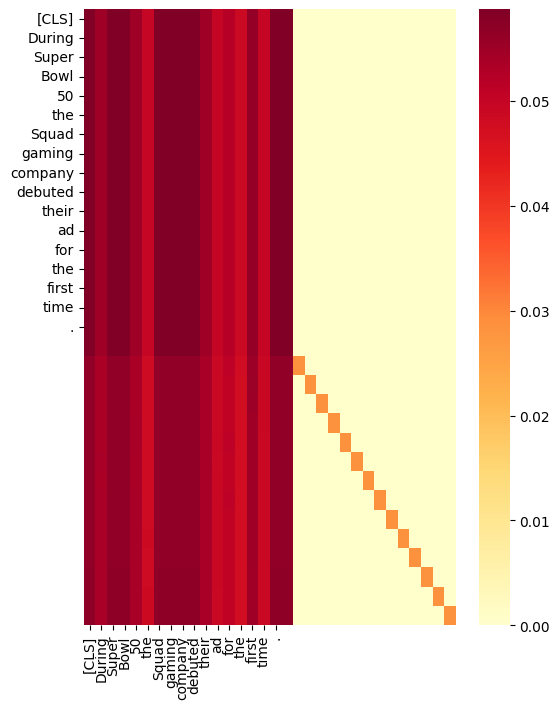 [CLS]
During
Super
Bowl
50
the
Squad
gaming
company
debuted
their
ad
for
the
first
time
.
[CLS]
During
Super
Bowl
50
the
Squad
gaming
company
debuted
their
ad
for
the
first
time
.
0.05
0.04
0.03
0.02
0.01
0.00